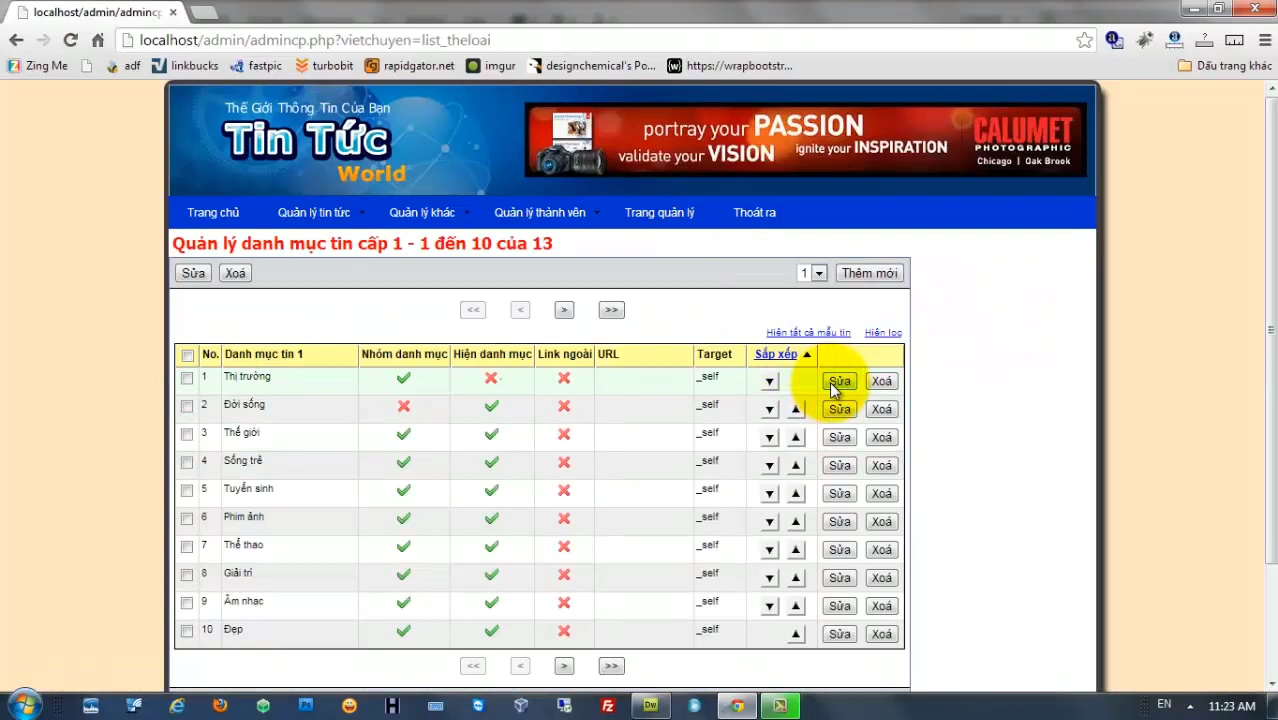 localhost/admin/admincp
localhost/admin/admincp.php?vietchuyen=list_theloai
Zing Me adf linkbucks fastpic turbobit rapidgator.net imgur designchemical's Po... https://wrapbootstr... Dấu trang khác
Thế Giới Thông Tin Của Bạn
Tin Tức
World
portray your PASSION
validate your VISION ignite your INSPIRATION
CALUMET
PHOTOGRAPHIC
Chicago | Oak Brook
Trang chủ Quản lý tin tức Quản lý khác Quản lý thành vên Trang quản lý Thoát ra
Quản lý danh mục tin cấp 1 - 1 đến 10 của 13
Sửa Xoá 1 Thêm mới
<< < > >>
Hiện tất cả mẫu tin Hiện lọc
No. Danh mục tin 1 Nhóm danh mục Hiện danh mục Link ngoài URL Target Sắp xếp
1 Thị trường _self Sửa Xoá
2 Đời sống _self Sửa Xoá
3 Thế giới _self Sửa Xoá
4 Sống trẻ _self Sửa Xoá
5 Tuyển sinh _self Sửa Xoá
6 Phim ảnh _self Sửa Xoá
7 Thể thao _self Sửa Xoá
8 Giải trí _self Sửa Xoá
9 Âm nhạc _self Sửa Xoá
10 Đẹp _self Sửa Xoá
<< < > >>
Dw
EN 11:23 AM